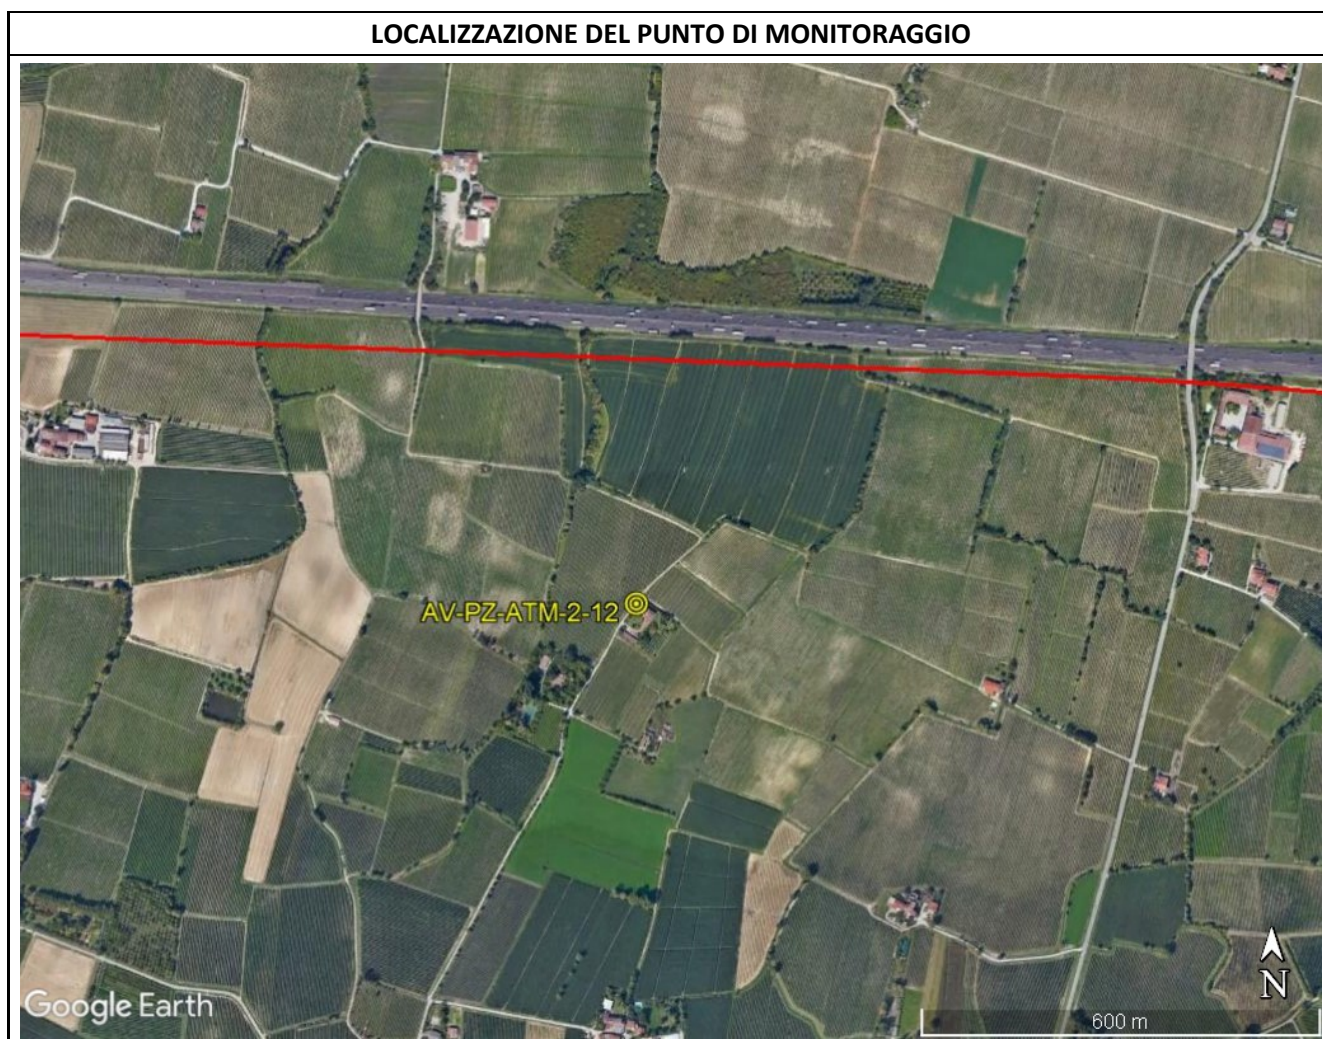 LOCALIZZAZIONE DEL PUNTO DI MONITORAGGIO
AV-PZ-ATM-2-12
N
Google Earth
600 m